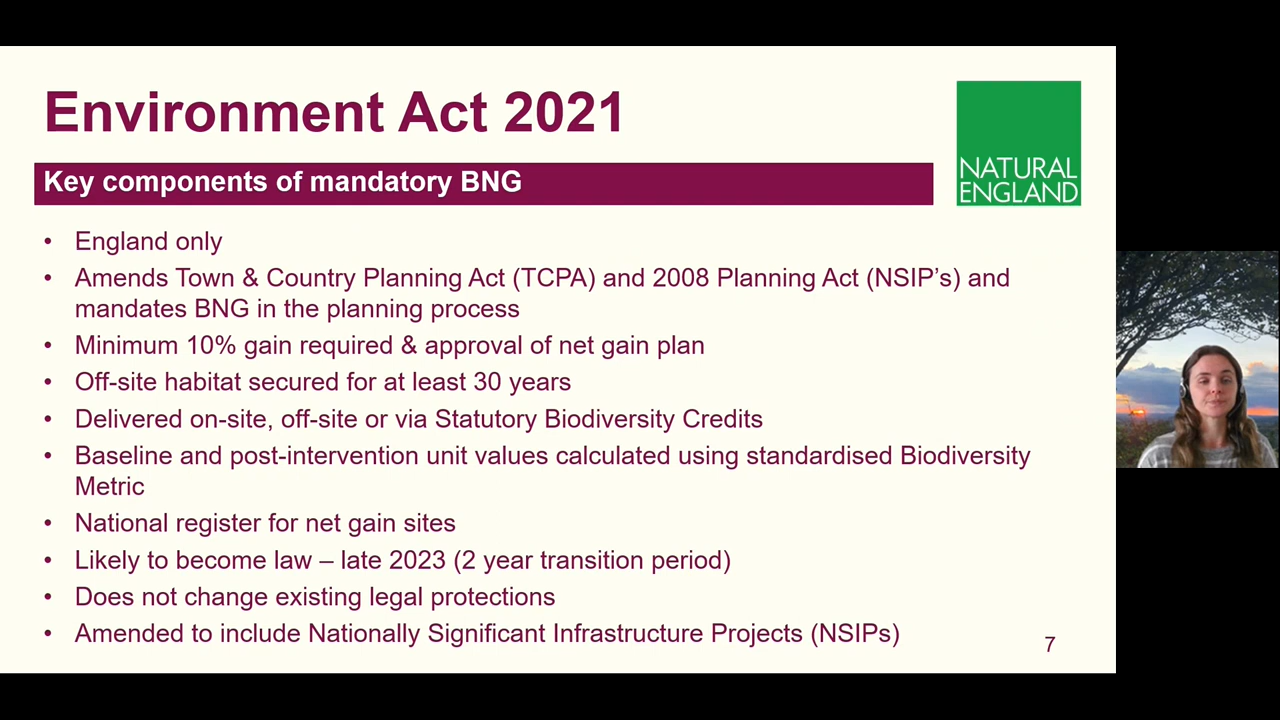 Environment Act 2021
Key components of mandatory BNG
NATURAL
ENGLAND
• England only
• Amends Town & Country Planning Act (TCPA) and 2008 Planning Act (NSIP's) and
mandates BNG in the planning process
• Minimum 10% gain required & approval of net gain plan
• Off-site habitat secured for at least 30 years
• Delivered on-site, off-site or via Statutory Biodiversity Credits
• Baseline and post-intervention unit values calculated using standardised Biodiversity
Metric
• National register for net gain sites
• Likely to become law – late 2023 (2 year transition period)
• Does not change existing legal protections
• Amended to include Nationally Significant Infrastructure Projects (NSIPs)
7